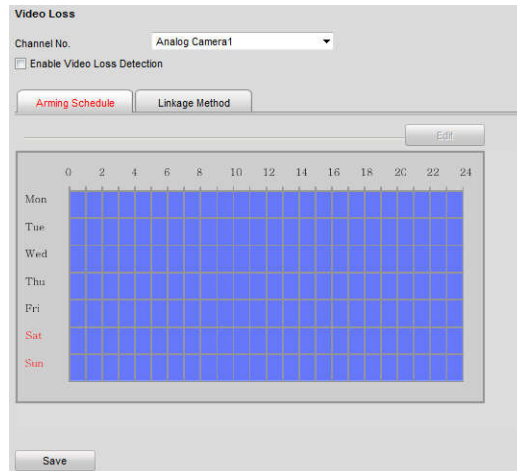 Video Loss
Channel No. Analog Camera1
Enable Video Loss Detection
Arming Schedule Linkage Method
Edit
0 2 4 6 8 10 12 14 16 18 20 22 24
Mon
Tue
Wed
Thu
Fri
Sat
Sun
Save